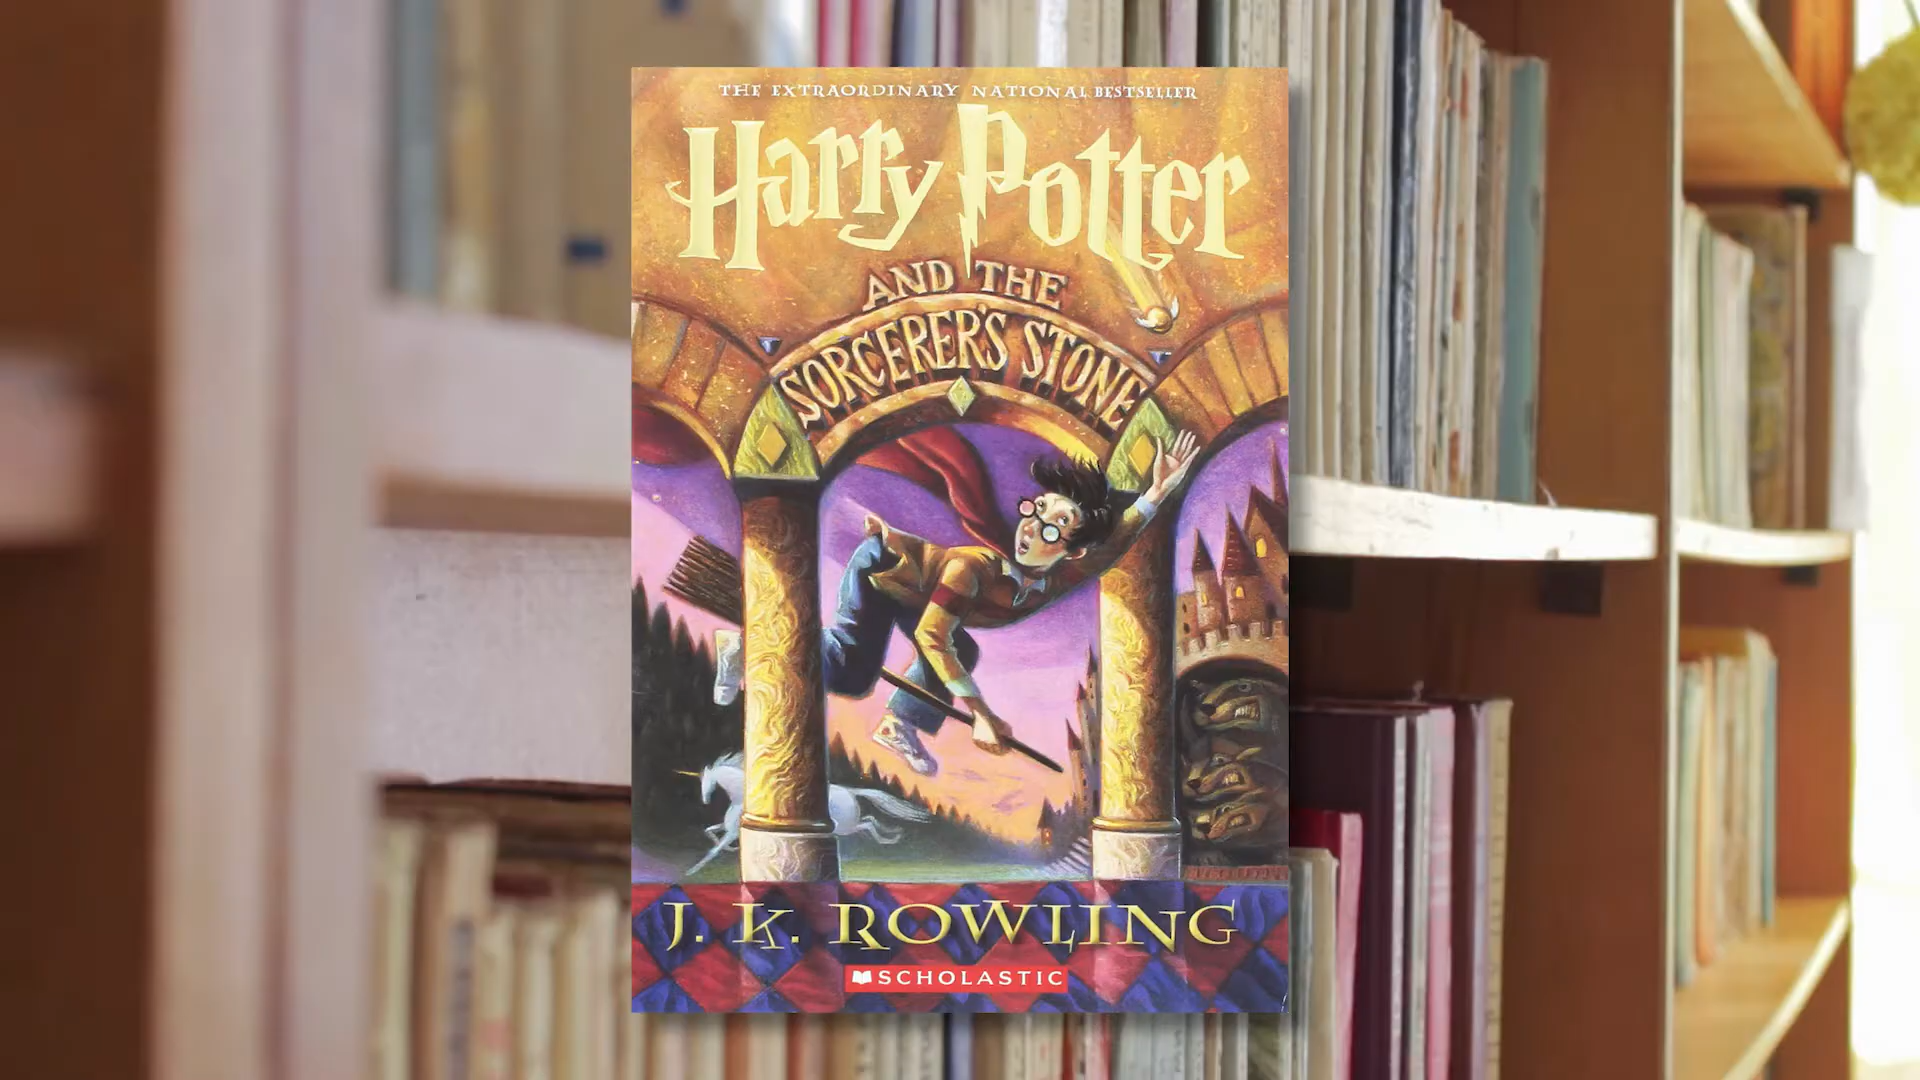 THE EXTRAORDINARY NATIONAL BESTSELLER
Harry Potter
AND THE
SORCERER'S STONE
J. K. ROWLING
SCHOLASTIC